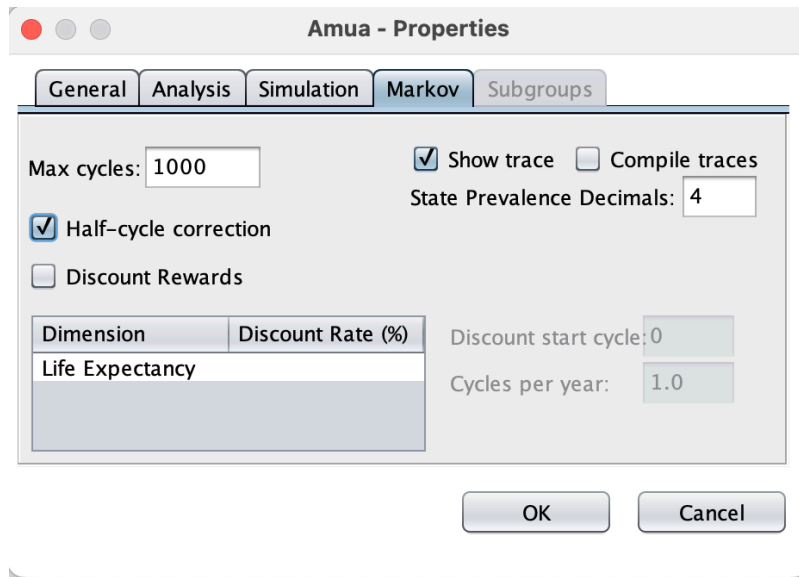 Amua - Properties
General Analysis Simulation Markov Subgroups
Max cycles: 1000
Show trace Compile traces
State Prevalence Decimals: 4
Half-cycle correction
Discount Rewards
Dimension Discount Rate (%)
Life Expectancy
Discount start cycle: 0
Cycles per year: 1.0
OK Cancel